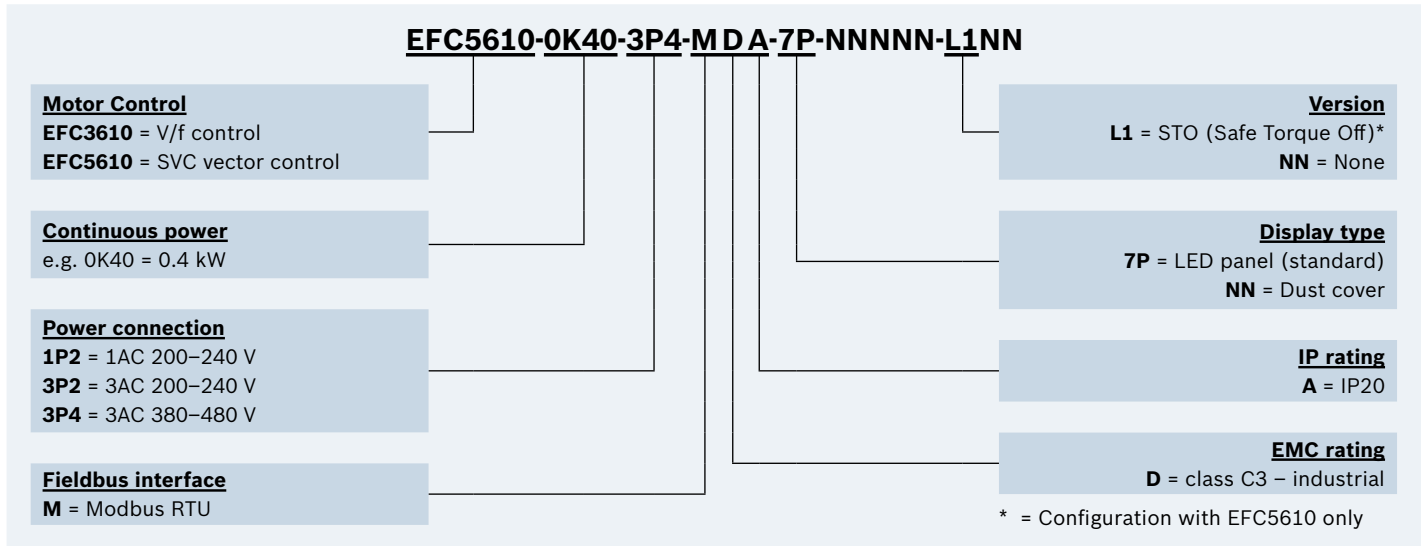 EFC5610-0K40-3P4-M D A-7P-NNNNN-L1NN
Motor Control
EFC3610 = V/f control
EFC5610 = SVC vector control
Continuous power
e.g. 0K40 = 0.4 kW
Power connection
1P2 = 1AC 200–240 V
3P2 = 3AC 200–240 V
3P4 = 3AC 380–480 V
Fieldbus interface
M = Modbus RTU
Version
L1 = STO (Safe Torque Off)*
NN = None
Display type
7P = LED panel (standard)
NN = Dust cover
IP rating
A = IP20
EMC rating
D = class C3 – industrial
* = Configuration with EFC5610 only